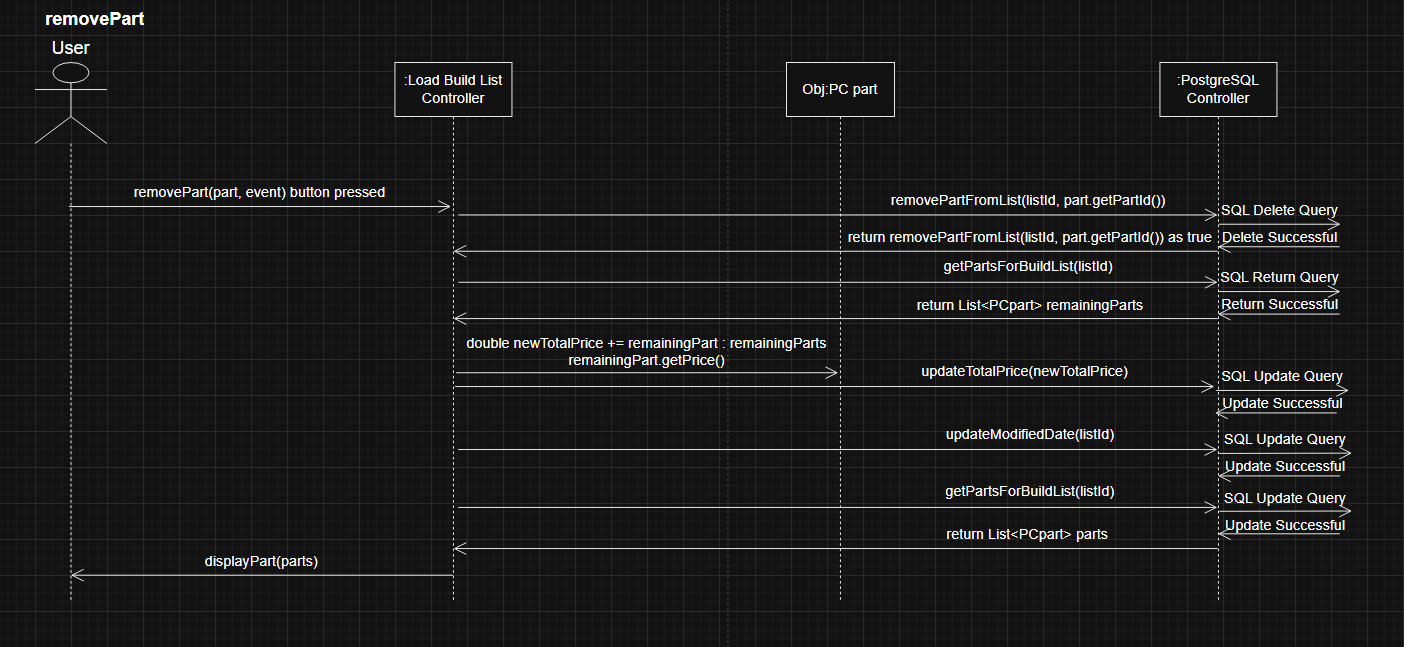 removePart
User
:Load Build List
Controller
Obj:PC part
:PostgreSQL
Controller
removePart(part, event) button pressed
removePartFromList(listId, part.getPartId())
SQL Delete Query
return removePartFromList(listId, part.getPartId()) as true
Delete Successful
getPartsForBuildList(listId)
SQL Return Query
return List<PCpart> remainingParts
Return Successful
double newTotalPrice += remainingPart : remainingParts
remainingPart.getPrice()
updateTotalPrice(newTotalPrice)
SQL Update Query
Update Successful
updateModifiedDate(listId)
SQL Update Query
Update Successful
getPartsForBuildList(listId)
SQL Update Query
Update Successful
return List<PCpart> parts
displayPart(parts)